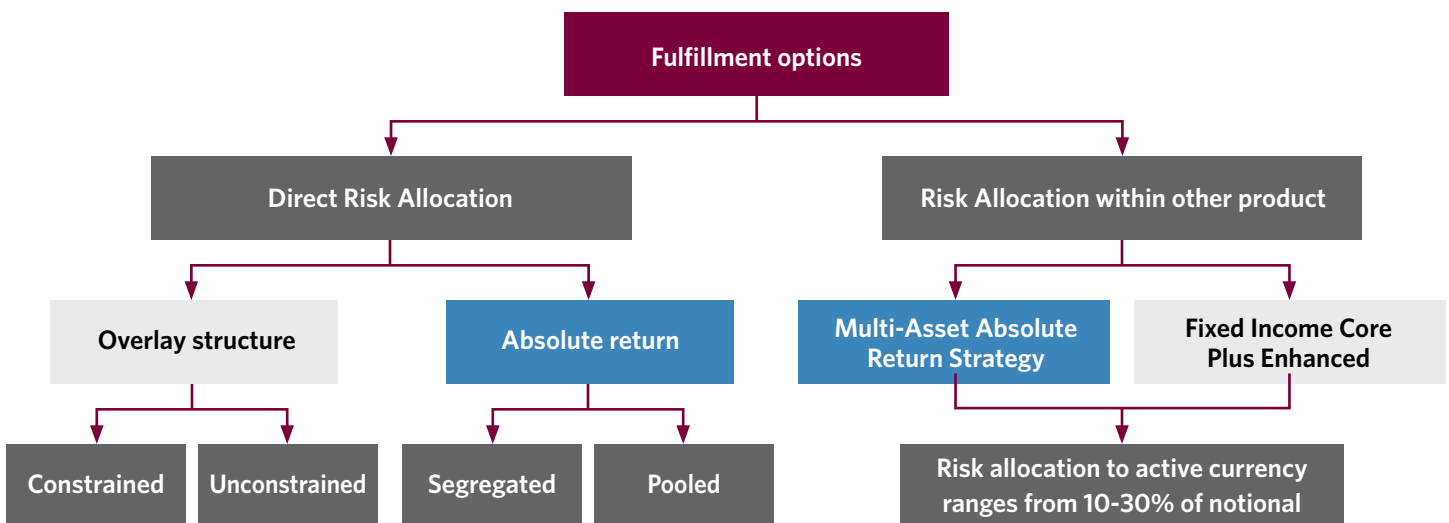 Fulfillment options
Direct Risk Allocation
Risk Allocation within other product
Overlay structure
Absolute return
Multi-Asset Absolute
Return Strategy
Fixed Income Core
Plus Enhanced
Constrained
Unconstrained
Segregated
Pooled
Risk allocation to active currency
ranges from 10-30% of notional